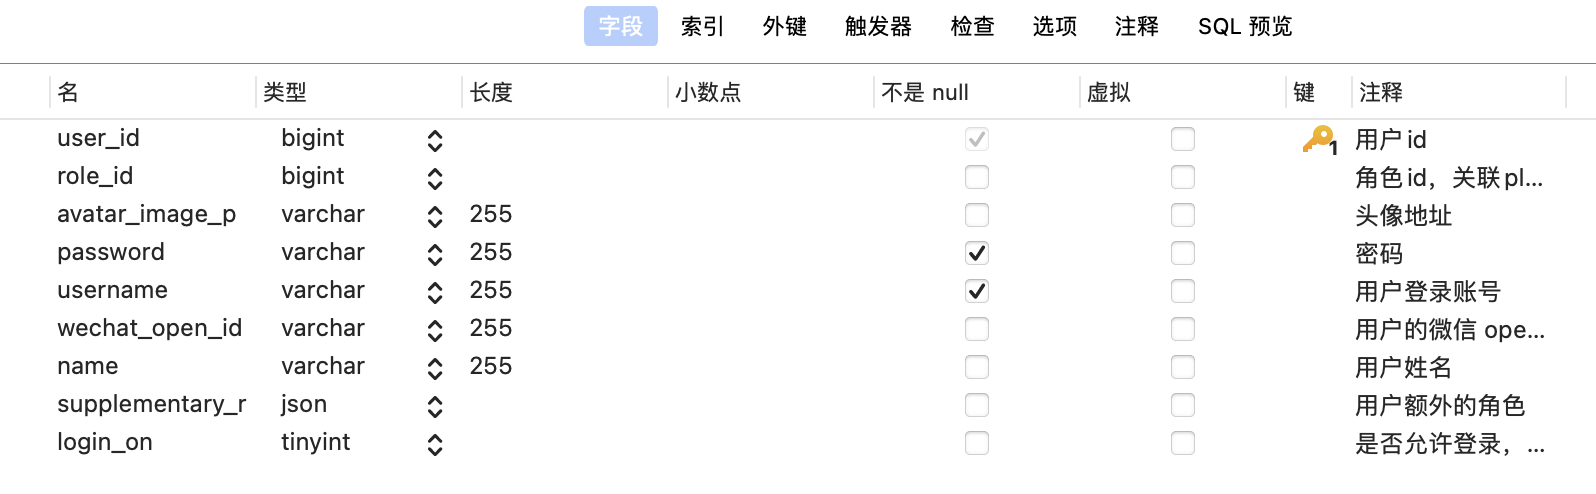 字段 索引 外键 触发器 检查 选项 注释 SQL 预览
名 类型 长度 小数点 不是 null 虚拟 键 注释
user_id bigint 1 用户 id
role_id bigint 角色 id，关联 pl...
avatar_image_p varchar 255 头像地址
password varchar 255 密码
username varchar 255 用户登录账号
wechat_open_id varchar 255 用户的微信 ope...
name varchar 255 用户姓名
supplementary_r json 用户额外的角色
login_on tinyint 是否允许登录，...